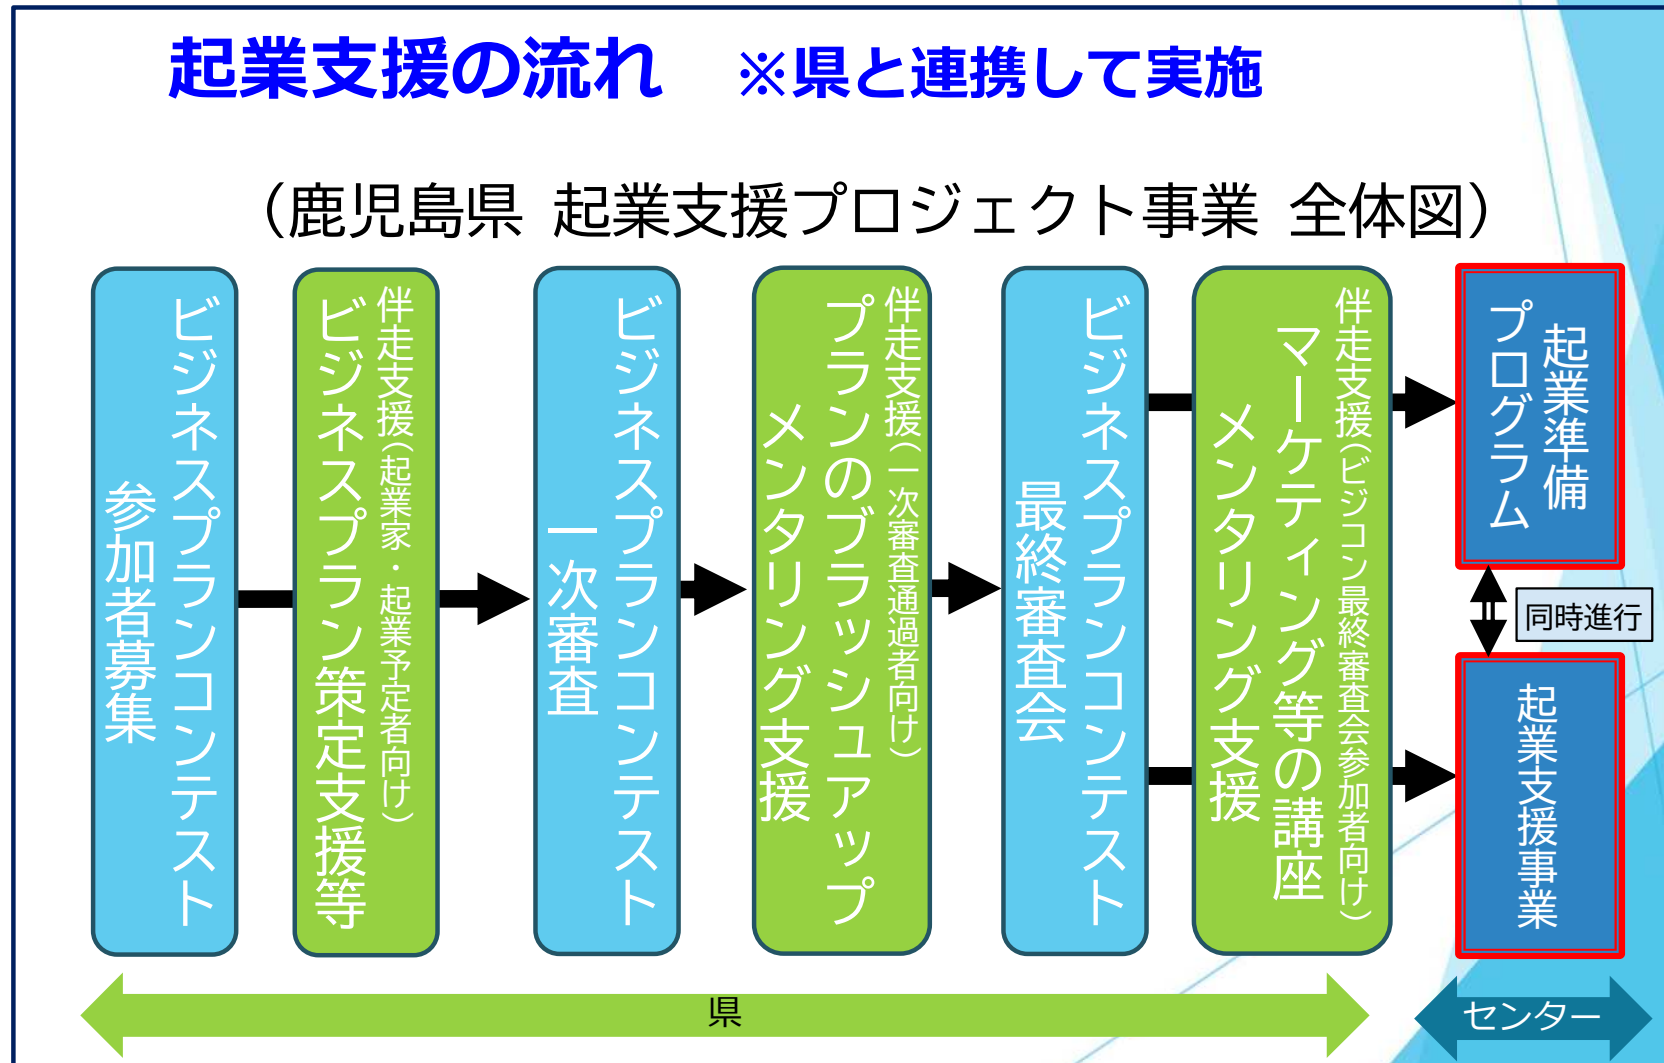 起業支援の流れ ※県と連携して実施
（鹿児島県 起業支援プロジェクト事業 全体図）
ビジネスプランコンテスト
参加者募集
伴走支援（起業家・起業予定者向け）
ビジネスプラン策定支援等
ビジネスプランコンテスト
一次審査
伴走支援（一次審査通過者向け）
プランのブラッシュアップ
メンタリング支援
ビジネスプランコンテスト
最終審査会
伴走支援（ビジコン最終審査会参加者向け）
マーケティング等の講座
メンタリング支援
起業準備
プログラム
同時進行
起業支援事業
県
センター